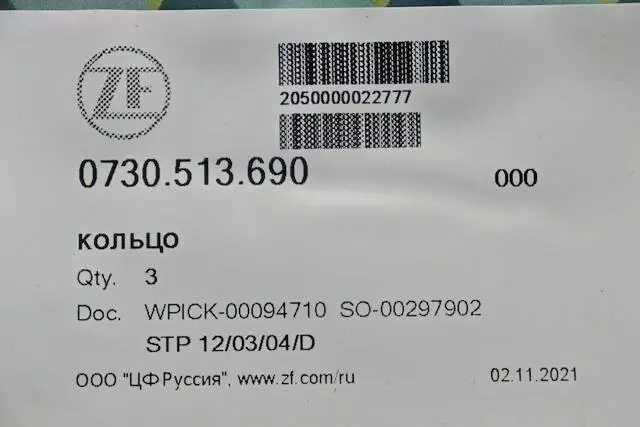 ZF
2050000022777
0730.513.690 000
КОЛЬЦО
Qty. 3
Doc. WPICK-00094710 SO-00297902
STP 12/03/04/D
ООО "ЦФ Руссия", www.zf.com/ru 02.11.2021